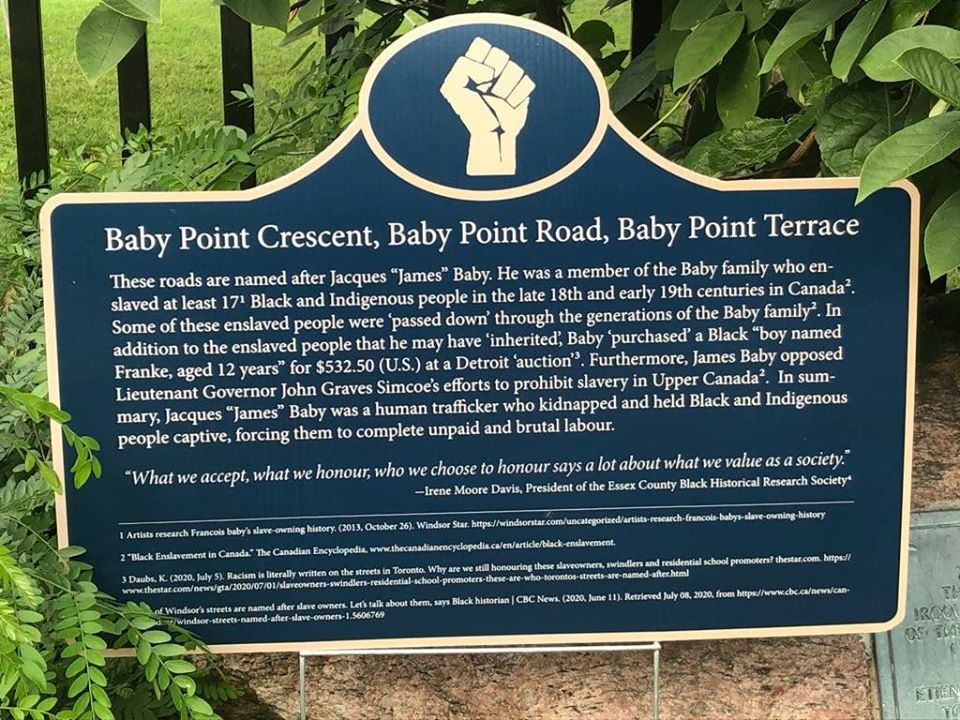 Baby Point Crescent, Baby Point Road, Baby Point Terrace
These roads are named after Jacques “James” Baby. He was a member of the Baby family who en-
slaved at least 17¹ Black and Indigenous people in the late 18th and early 19th centuries in Canada².
Some of these enslaved people were ‘passed down’ through the generations of the Baby family². In
addition to the enslaved people that he may have ‘inherited’, Baby ‘purchased’ a Black “boy named
Franke, aged 12 years” for $532.50 (U.S.) at a Detroit ‘auction’³. Furthermore, James Baby opposed
Lieutenant Governor John Graves Simcoe’s efforts to prohibit slavery in Upper Canada². In sum-
mary, Jacques “James” Baby was a human trafficker who kidnapped and held Black and Indigenous
people captive, forcing them to complete unpaid and brutal labour.
“What we accept, what we honour, who we choose to honour says a lot about what we value as a society.”
—Irene Moore Davis, President of the Essex County Black Historical Research Society⁴
1 Artists research Francois baby’s slave-owning history. (2013, October 26). Windsor Star. https://windsorstar.com/uncategorized/artists-research-francois-babys-slave-owning-history
2 “Black Enslavement in Canada.” The Canadian Encyclopedia, www.thecanadianencyclopedia.ca/en/article/black-enslavement.
3 Daubs, K. (2020, July 5). Racism is literally written on the streets in Toronto. Why are we still honouring these slaveowners, swindlers and residential school promoters? thestar.com. https://
www.thestar.com/news/gta/2020/07/01/slaveowners-swindlers-residential-school-promoters-these-are-who-torontos-streets-are-named-after.html
of Windsor’s streets are named after slave owners. Let’s talk about them, says Black historian | CBC News. (2020, June 11). Retrieved July 08, 2020, from https://www.cbc.ca/news/can-
/windsor-streets-named-after-slave-owners-1.5606769